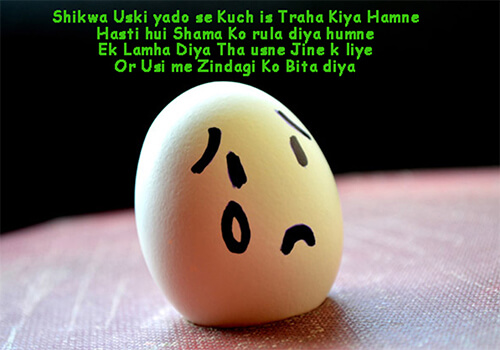 Shikwa Uski yado se Kuch is Traha Kiya Hamne
Hasti hui Shama Ko rula diya humne
Ek Lamha Diya Tha usne Jine k liye
Or Usi me Zindagi Ko Bita diya